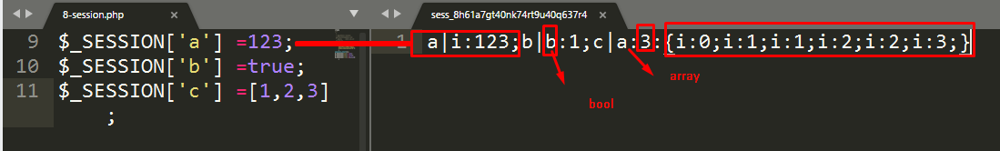 8-session.php
sess_8h61a7gt40nk74rt9u40q637r4
9 $_SESSION['a'] =123;
10 $_SESSION['b'] =true;
11 $_SESSION['c'] =[1,2,3]
;
1 a|i:123;b|b:1;c|a:3:{i:0;i:1;i:1;i:2;i:2;i:3;}
array
bool